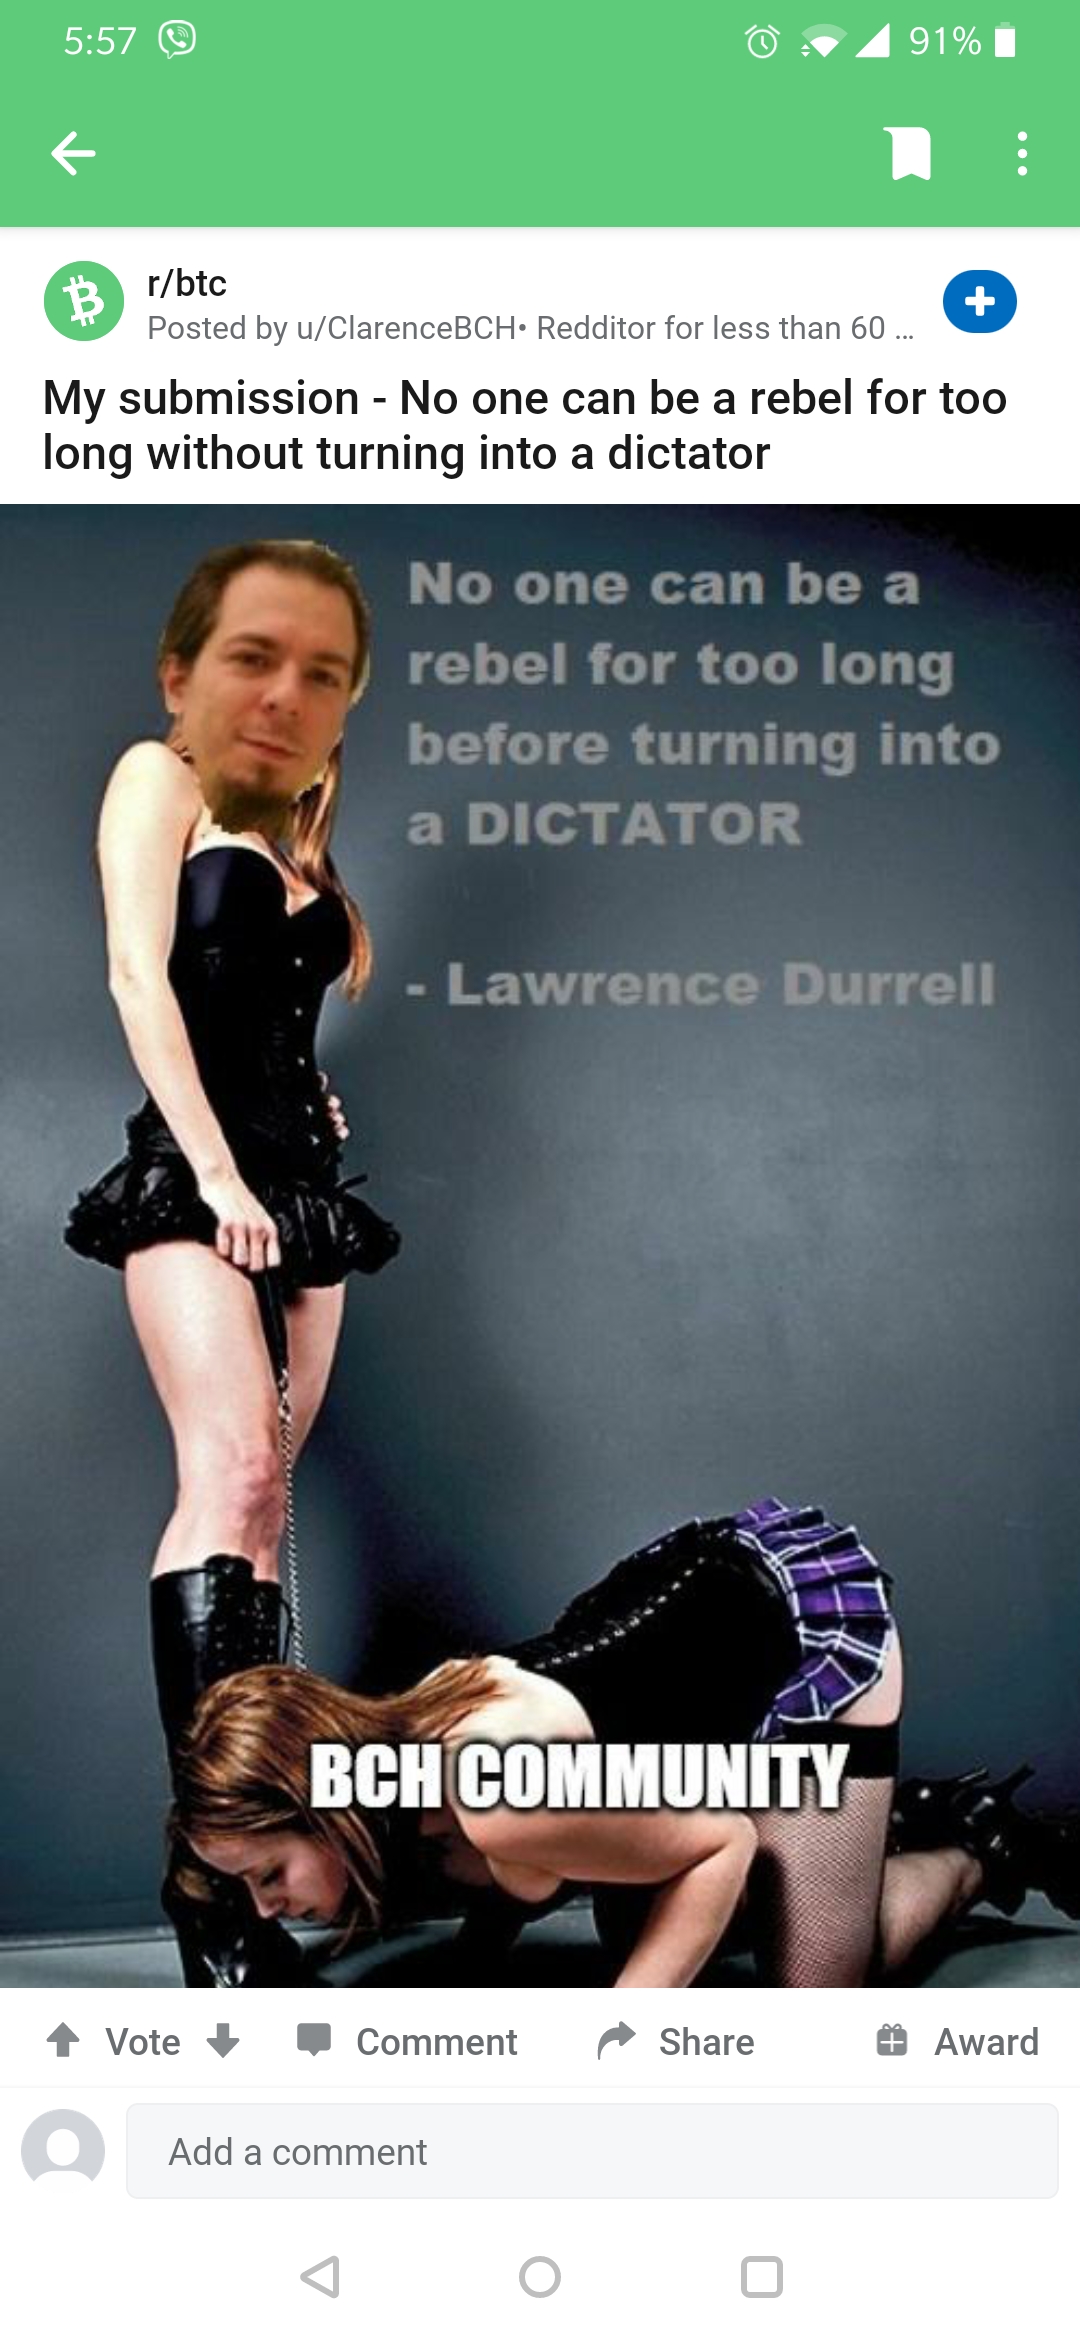 5:57
91%
r/btc
Posted by u/ClarenceBCH• Redditor for less than 60 ...
My submission - No one can be a rebel for too
long without turning into a dictator
No one can be a
rebel for too long
before turning into
a DICTATOR
- Lawrence Durrell
BCH COMMUNITY
Vote
Comment
Share
Award
Add a comment